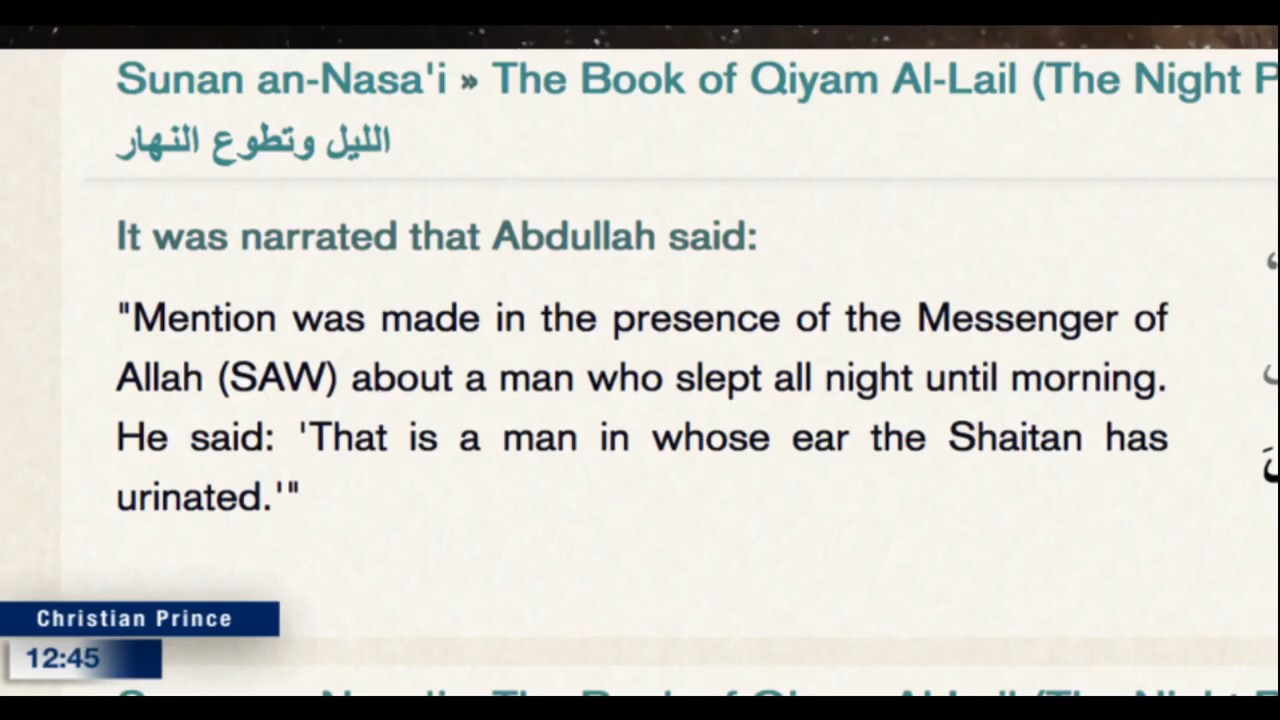 Sunan an-Nasa'i » The Book of Qiyam Al-Lail (The Night P
الليل وتطوع النهار
It was narrated that Abdullah said:
"Mention was made in the presence of the Messenger of
Allah (SAW) about a man who slept all night until morning.
He said: 'That is a man in whose ear the Shaitan has
urinated.'"
Christian Prince
12:45